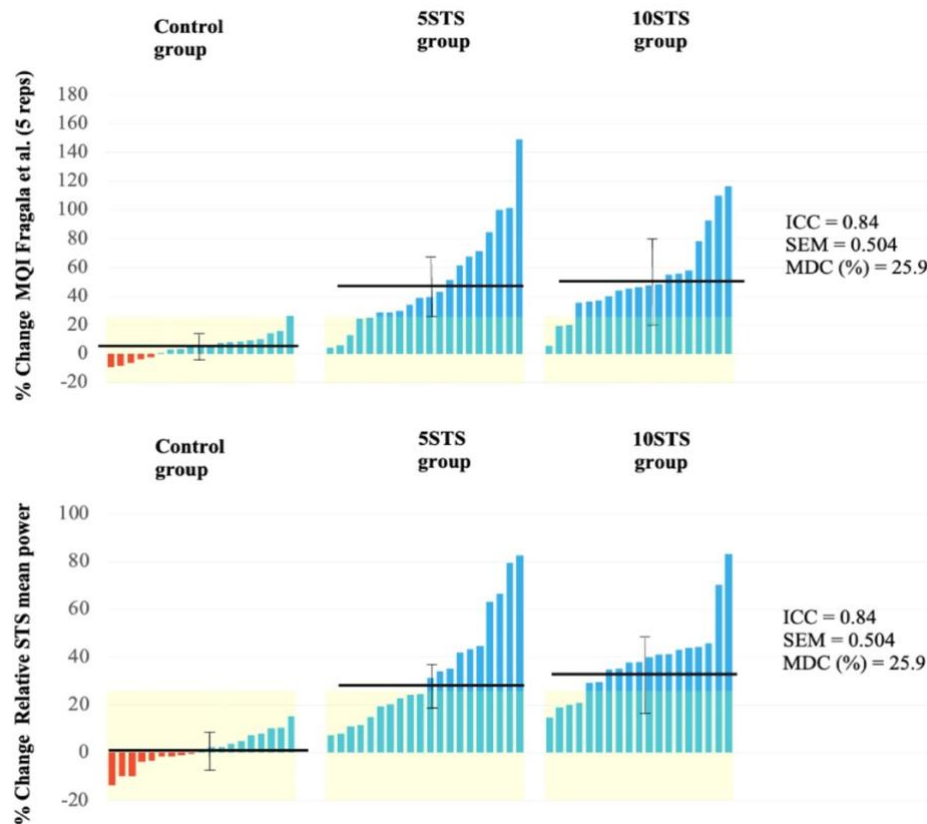 Control
group
5STS
group
10STS
group
% Change MQI Fragala et al. (5 reps)
180
160
140
120
100
80
60
40
20
0
-20
ICC = 0.84
SEM = 0.504
MDC (%) = 25.9
Control
group
5STS
group
10STS
group
% Change Relative STS mean power
100
80
60
40
20
0
-20
ICC = 0.84
SEM = 0.504
MDC (%) = 25.9